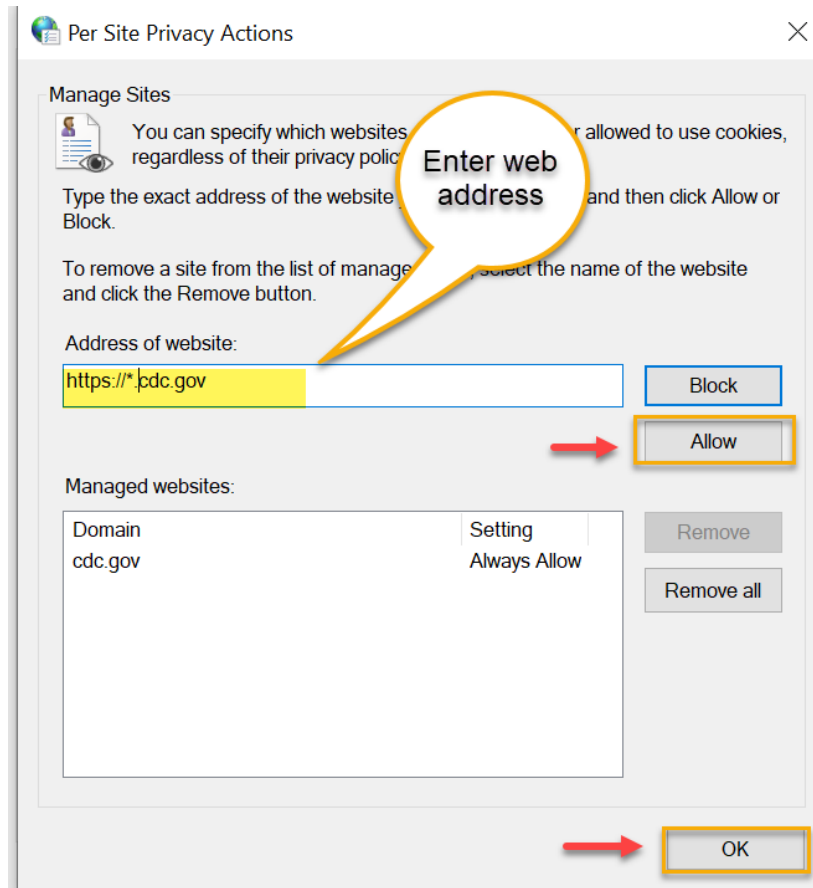 Per Site Privacy Actions
Manage Sites
You can specify which websites allowed to use cookies,
regardless of their privacy
Enter web
address
Type the exact address of the website and then click Allow or
Block.
To remove a site from the list of select the name of the website
and click the Remove button.
Address of website:
https://*.cdc.gov
Block
Allow
Managed websites:
Domain Setting
Remove
cdc.gov Always Allow
Remove all
OK